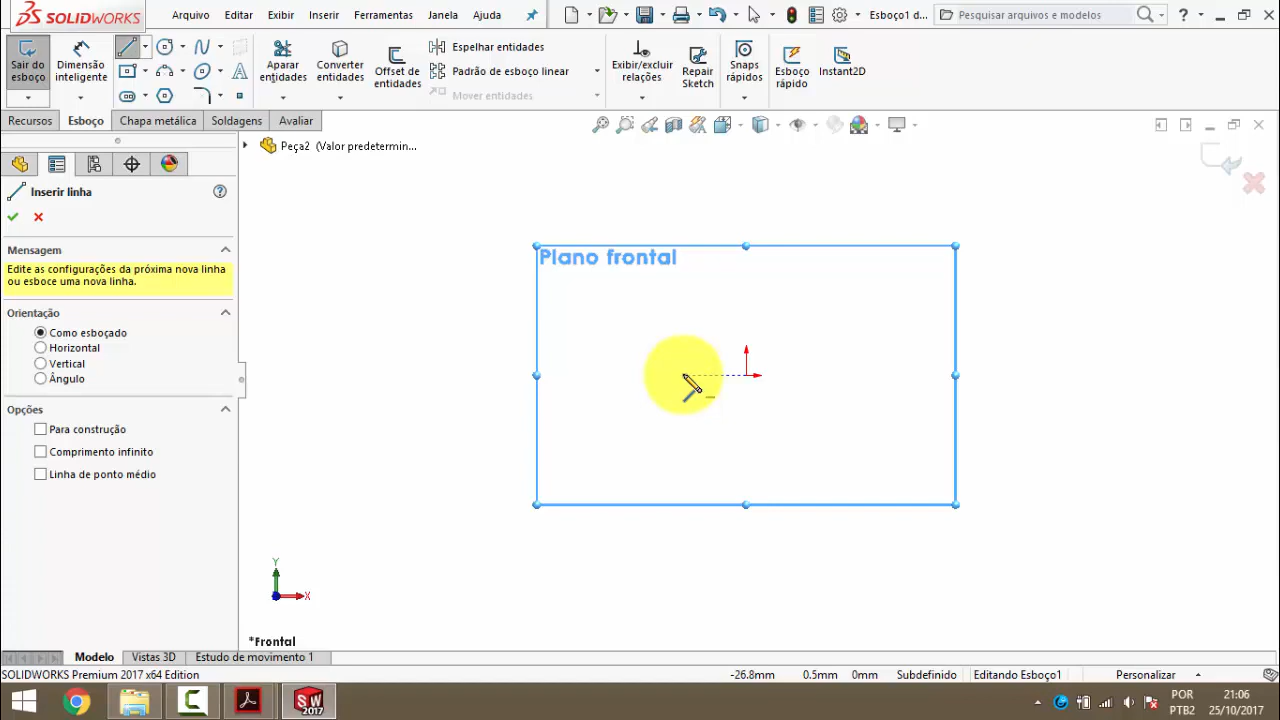 SOLIDWORKS
Arquivo Editar Exibir Inserir Ferramentas Janela Ajuda
Esboço1 d...
Pesquisar arquivos e modelos
Sair do esboço
Dimensão inteligente
Aparar entidades
Converter entidades
Offset de entidades
Espelhar entidades
Padrão de esboço linear
Mover entidades
Exibir/excluir relações
Repair Sketch
Snaps rápidos
Esboço rápido
Instant2D
Recursos Esboço Chapa metálica Soldagens Avaliar
Peça2 (Valor predetermin...
Inserir linha
Mensagem
Edite as configurações da próxima nova linha
ou esboce uma nova linha.
Orientação
Como esboçado
Horizontal
Vertical
Ângulo
Opções
Para construção
Comprimento infinito
Linha de ponto médio
Plano frontal
Y
X
*Frontal
Modelo Vistas 3D Estudo de movimento 1
SOLIDWORKS Premium 2017 x64 Edition
-26.8mm 0.5mm 0mm Subdefinido Editando Esboço1 Personalizar
SW 2017
POR
PTB2
21:06
25/10/2017